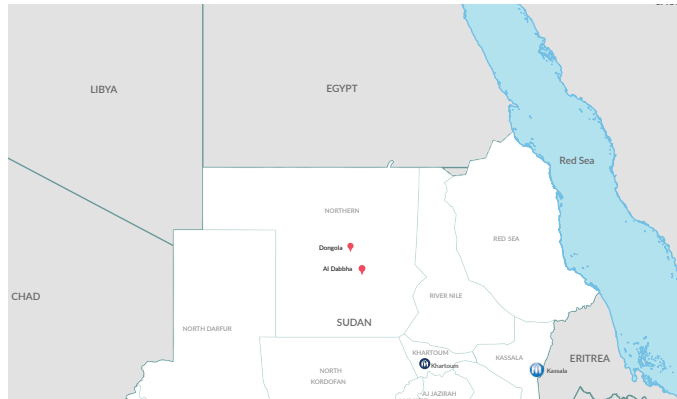 LIBYA
EGYPT
Red Sea
NORTHERN
RED SEA
Dongola
Al Dabbha
CHAD
RIVER NILE
SUDAN
NORTH DARFUR
KHARTOUM
KASSALA
ERITREA
Khartoum
Kassala
NORTH
KORDOFAN
AJ JAZIRAH